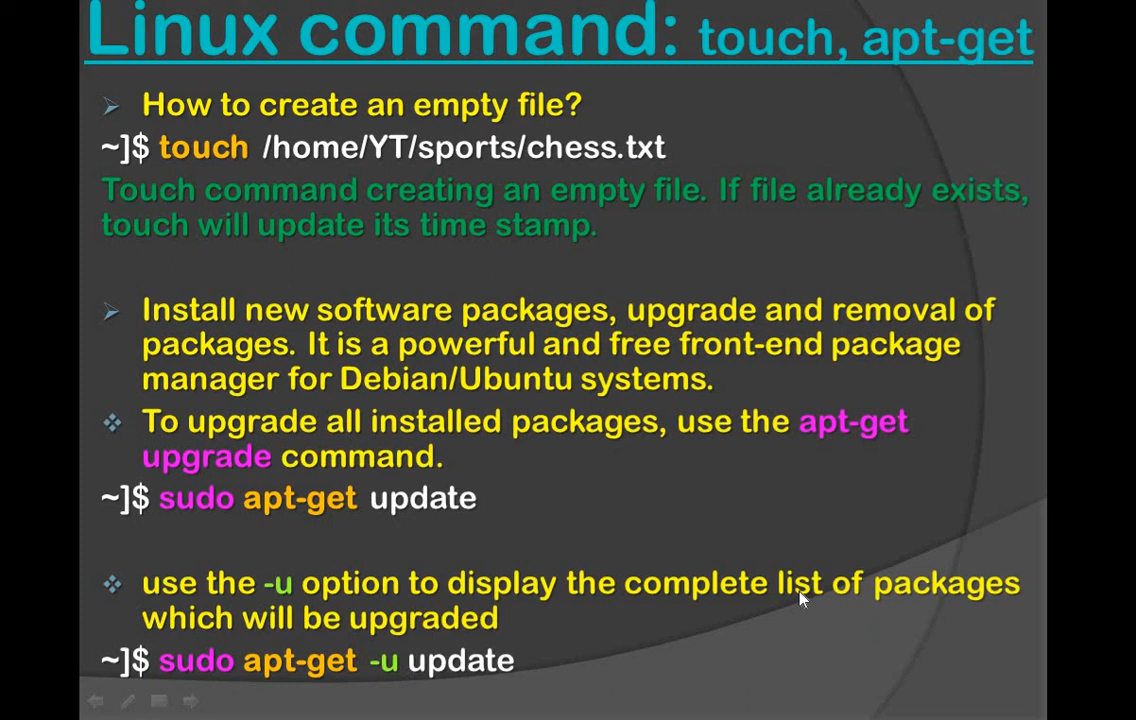 Linux command: touch, apt-get
➢ How to create an empty file?
~]$ touch /home/YT/sports/chess.txt
Touch command creating an empty file. If file already exists,
touch will update its time stamp.
➢ Install new software packages, upgrade and removal of
packages. It is a powerful and free front-end package
manager for Debian/Ubuntu systems.
❖ To upgrade all installed packages, use the apt-get
upgrade command.
~]$ sudo apt-get update
❖ use the -u option to display the complete list of packages
which will be upgraded
~]$ sudo apt-get -u update